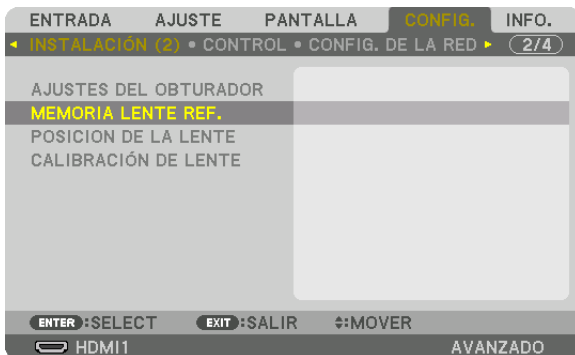 ENTRADA AJUSTE PANTALLA CONFIG. INFO.
INSTALACIÓN (2) • CONTROL • CONFIG. DE LA RED 2/4
AJUSTES DEL OBTURADOR
MEMORIA LENTE REF.
POSICION DE LA LENTE
CALIBRACIÓN DE LENTE
ENTER :SELECT EXIT :SALIR :MOVER
HDMI1 AVANZADO